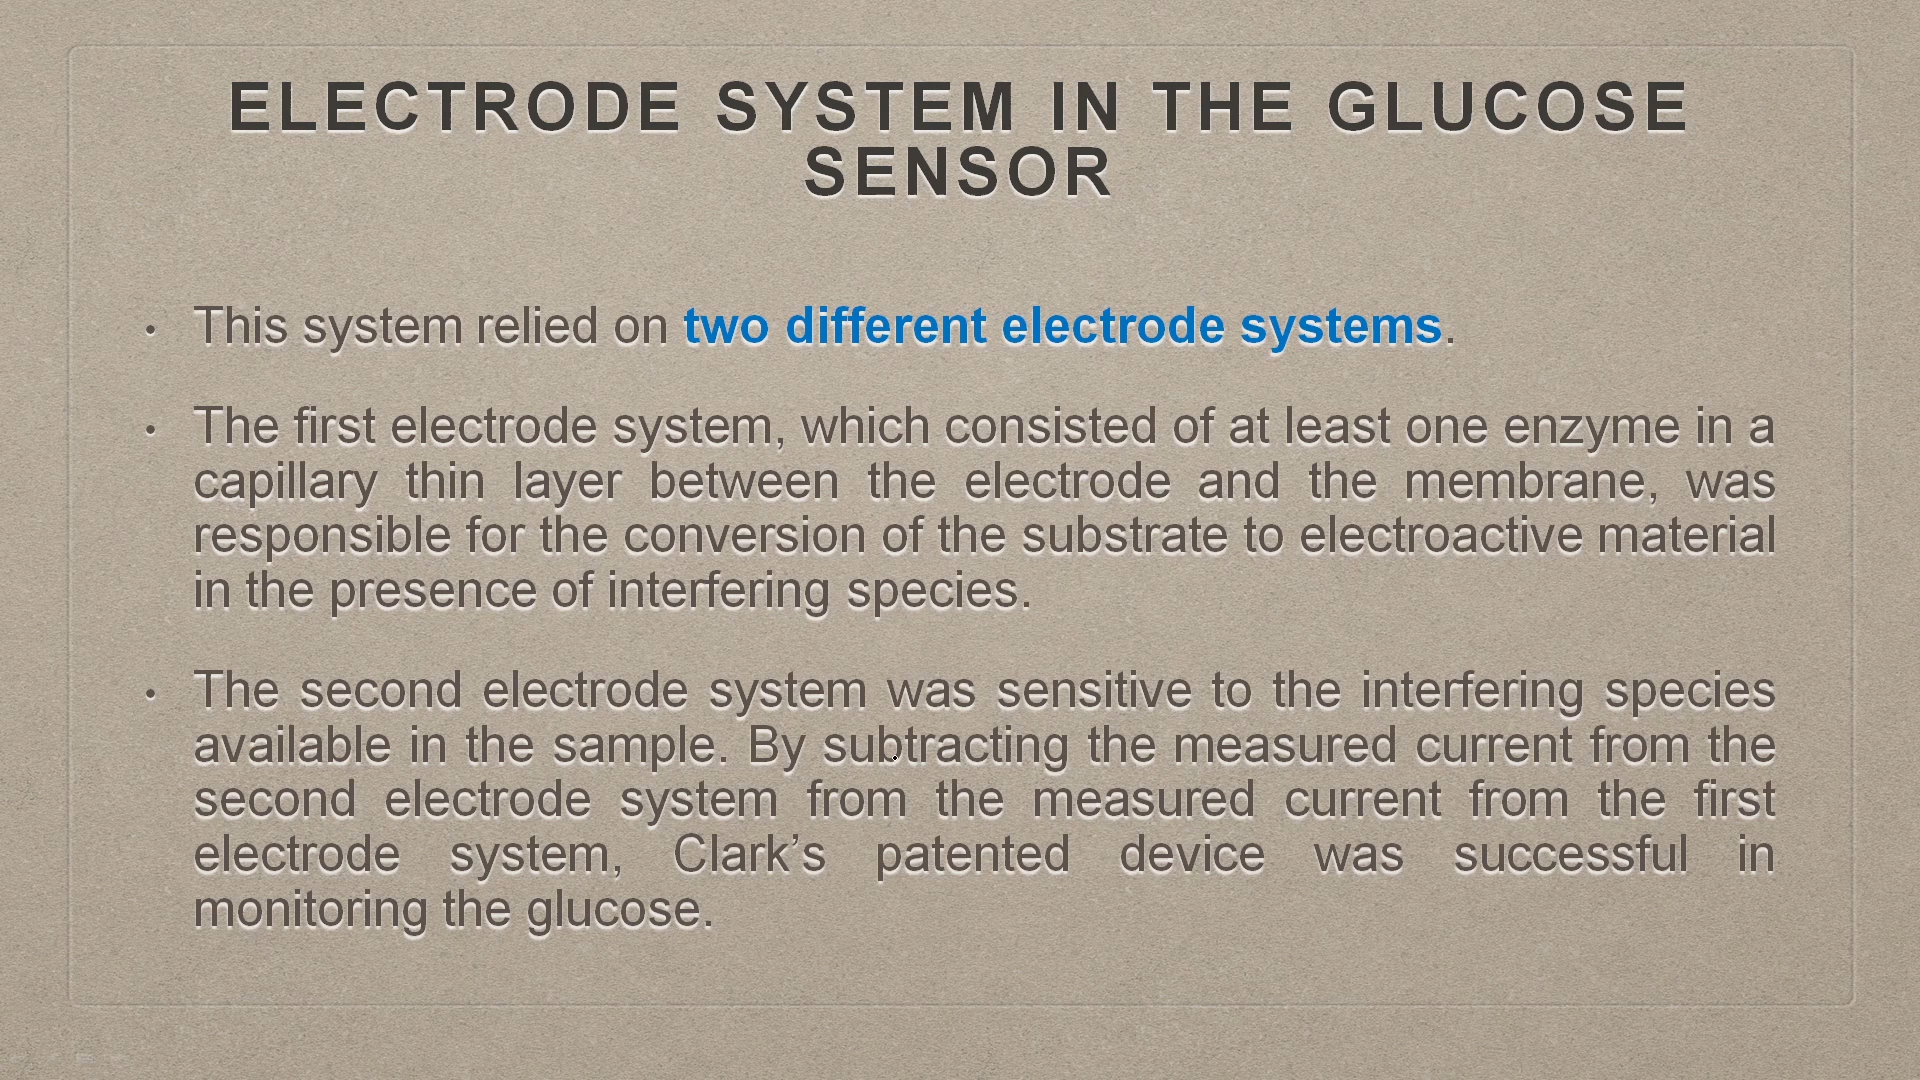 ELECTRODE SYSTEM IN THE GLUCOSE
SENSOR
• This system relied on two different electrode systems.
• The first electrode system, which consisted of at least one enzyme in a
capillary thin layer between the electrode and the membrane, was
responsible for the conversion of the substrate to electroactive material
in the presence of interfering species.
• The second electrode system was sensitive to the interfering species
available in the sample. By subtracting the measured current from the
second electrode system from the measured current from the first
electrode system, Clark’s patented device was successful in
monitoring the glucose.